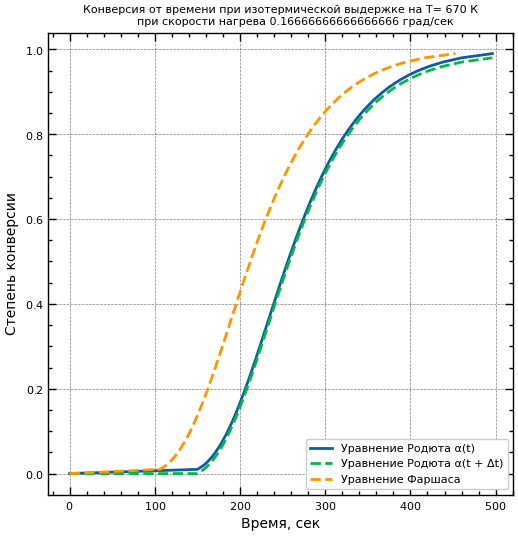 Конверсия от времени при изотермической выдержке на T= 670 К
при скорости нагрева 0.16666666666666666 град/сек
Степень конверсии
1.0
0.8
0.6
0.4
0.2
0.0
0 100 200 300 400 500
Время, сек
Уравнение Родюта α(t)
Уравнение Родюта α(t + Δt)
Уравнение Фаршаса